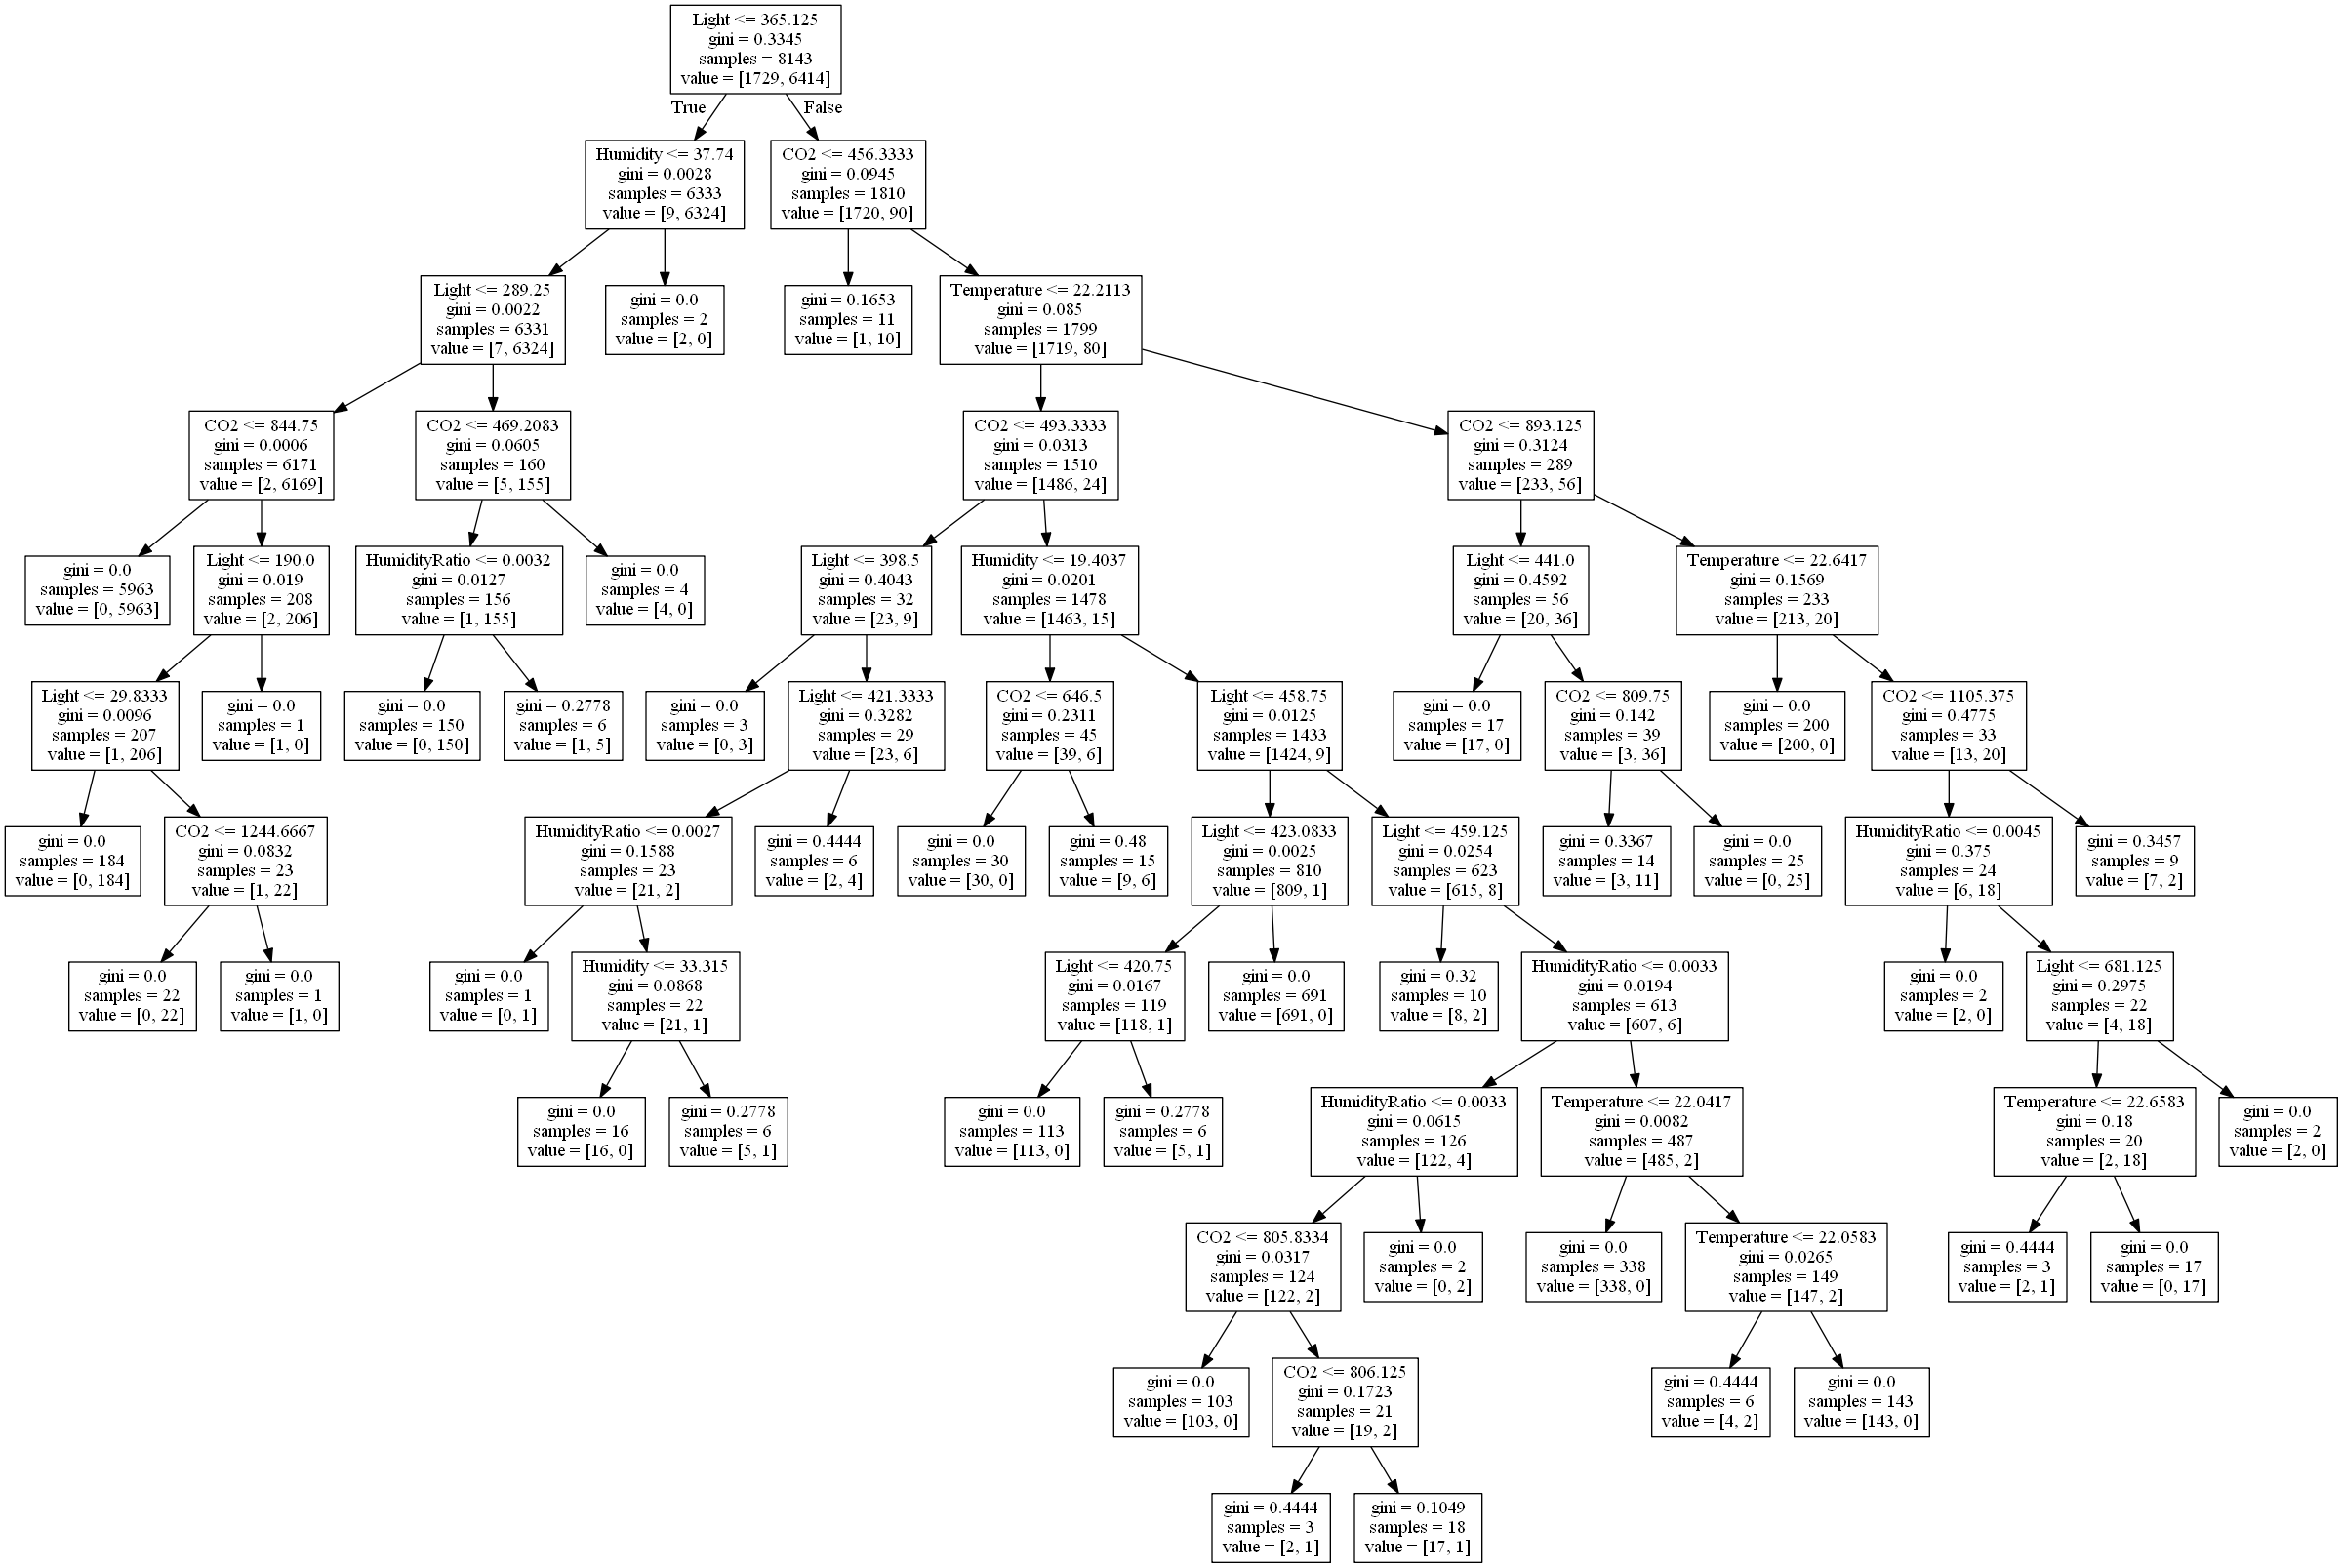 Light <= 365.125
gini = 0.3345
samples = 8143
value = [1729, 6414]
True
False
Humidity <= 37.74
gini = 0.0028
samples = 6333
value = [9, 6324]
CO2 <= 456.3333
gini = 0.0945
samples = 1810
value = [1720, 90]
Light <= 289.25
gini = 0.0022
samples = 6331
value = [7, 6324]
gini = 0.0
samples = 2
value = [2, 0]
gini = 0.1653
samples = 11
value = [1, 10]
Temperature <= 22.2113
gini = 0.085
samples = 1799
value = [1719, 80]
CO2 <= 844.75
gini = 0.0006
samples = 6171
value = [2, 6169]
CO2 <= 469.2083
gini = 0.0605
samples = 160
value = [5, 155]
CO2 <= 493.3333
gini = 0.0313
samples = 1510
value = [1486, 24]
CO2 <= 893.125
gini = 0.3124
samples = 289
value = [233, 56]
gini = 0.0
samples = 5963
value = [0, 5963]
Light <= 190.0
gini = 0.019
samples = 208
value = [2, 206]
HumidityRatio <= 0.0032
gini = 0.0127
samples = 156
value = [1, 155]
gini = 0.0
samples = 4
value = [4, 0]
Light <= 398.5
gini = 0.4043
samples = 32
value = [23, 9]
Humidity <= 19.4037
gini = 0.0201
samples = 1478
value = [1463, 15]
Light <= 441.0
gini = 0.4592
samples = 56
value = [20, 36]
Temperature <= 22.6417
gini = 0.1569
samples = 233
value = [213, 20]
Light <= 29.8333
gini = 0.0096
samples = 207
value = [1, 206]
gini = 0.0
samples = 1
value = [1, 0]
gini = 0.0
samples = 150
value = [0, 150]
gini = 0.2778
samples = 6
value = [1, 5]
gini = 0.0
samples = 3
value = [0, 3]
Light <= 421.3333
gini = 0.3282
samples = 29
value = [23, 6]
CO2 <= 646.5
gini = 0.2311
samples = 45
value = [39, 6]
Light <= 458.75
gini = 0.0125
samples = 1433
value = [1424, 9]
gini = 0.0
samples = 17
value = [17, 0]
CO2 <= 809.75
gini = 0.142
samples = 39
value = [3, 36]
gini = 0.0
samples = 200
value = [200, 0]
CO2 <= 1105.375
gini = 0.4775
samples = 33
value = [13, 20]
gini = 0.0
samples = 184
value = [0, 184]
CO2 <= 1244.6667
gini = 0.0832
samples = 23
value = [1, 22]
HumidityRatio <= 0.0027
gini = 0.1588
samples = 23
value = [21, 2]
gini = 0.4444
samples = 6
value = [2, 4]
gini = 0.0
samples = 30
value = [30, 0]
gini = 0.48
samples = 15
value = [9, 6]
Light <= 423.0833
gini = 0.0025
samples = 810
value = [809, 1]
Light <= 459.125
gini = 0.0254
samples = 623
value = [615, 8]
gini = 0.3367
samples = 14
value = [3, 11]
gini = 0.0
samples = 25
value = [0, 25]
HumidityRatio <= 0.0045
gini = 0.375
samples = 24
value = [6, 18]
gini = 0.3457
samples = 9
value = [7, 2]
gini = 0.0
samples = 22
value = [0, 22]
gini = 0.0
samples = 1
value = [1, 0]
gini = 0.0
samples = 1
value = [0, 1]
Humidity <= 33.315
gini = 0.0868
samples = 22
value = [21, 1]
Light <= 420.75
gini = 0.0167
samples = 119
value = [118, 1]
gini = 0.0
samples = 691
value = [691, 0]
gini = 0.32
samples = 10
value = [8, 2]
HumidityRatio <= 0.0033
gini = 0.0194
samples = 613
value = [607, 6]
gini = 0.0
samples = 2
value = [2, 0]
Light <= 681.125
gini = 0.2975
samples = 22
value = [4, 18]
gini = 0.0
samples = 16
value = [16, 0]
gini = 0.2778
samples = 6
value = [5, 1]
gini = 0.0
samples = 113
value = [113, 0]
gini = 0.2778
samples = 6
value = [5, 1]
HumidityRatio <= 0.0033
gini = 0.0615
samples = 126
value = [122, 4]
Temperature <= 22.0417
gini = 0.0082
samples = 487
value = [485, 2]
Temperature <= 22.6583
gini = 0.18
samples = 20
value = [2, 18]
gini = 0.0
samples = 2
value = [2, 0]
CO2 <= 805.8334
gini = 0.0317
samples = 124
value = [122, 2]
gini = 0.0
samples = 2
value = [0, 2]
gini = 0.0
samples = 338
value = [338, 0]
Temperature <= 22.0583
gini = 0.0265
samples = 149
value = [147, 2]
gini = 0.4444
samples = 3
value = [2, 1]
gini = 0.0
samples = 17
value = [0, 17]
gini = 0.0
samples = 103
value = [103, 0]
CO2 <= 806.125
gini = 0.1723
samples = 21
value = [19, 2]
gini = 0.4444
samples = 6
value = [4, 2]
gini = 0.0
samples = 143
value = [143, 0]
gini = 0.4444
samples = 3
value = [2, 1]
gini = 0.1049
samples = 18
value = [17, 1]